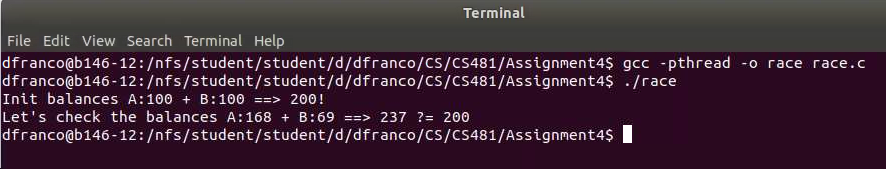 Terminal
File Edit View Search Terminal Help
dfranco@b146-12:/nfs/student/student/d/dfranco/CS/CS481/Assignment4$ gcc -pthread -o race race.c
dfranco@b146-12:/nfs/student/student/d/dfranco/CS/CS481/Assignment4$ ./race
Init balances A:100 + B:100 ==> 200!
Let's check the balances A:168 + B:69 ==> 237 ?= 200
dfranco@b146-12:/nfs/student/student/d/dfranco/CS/CS481/Assignment4$